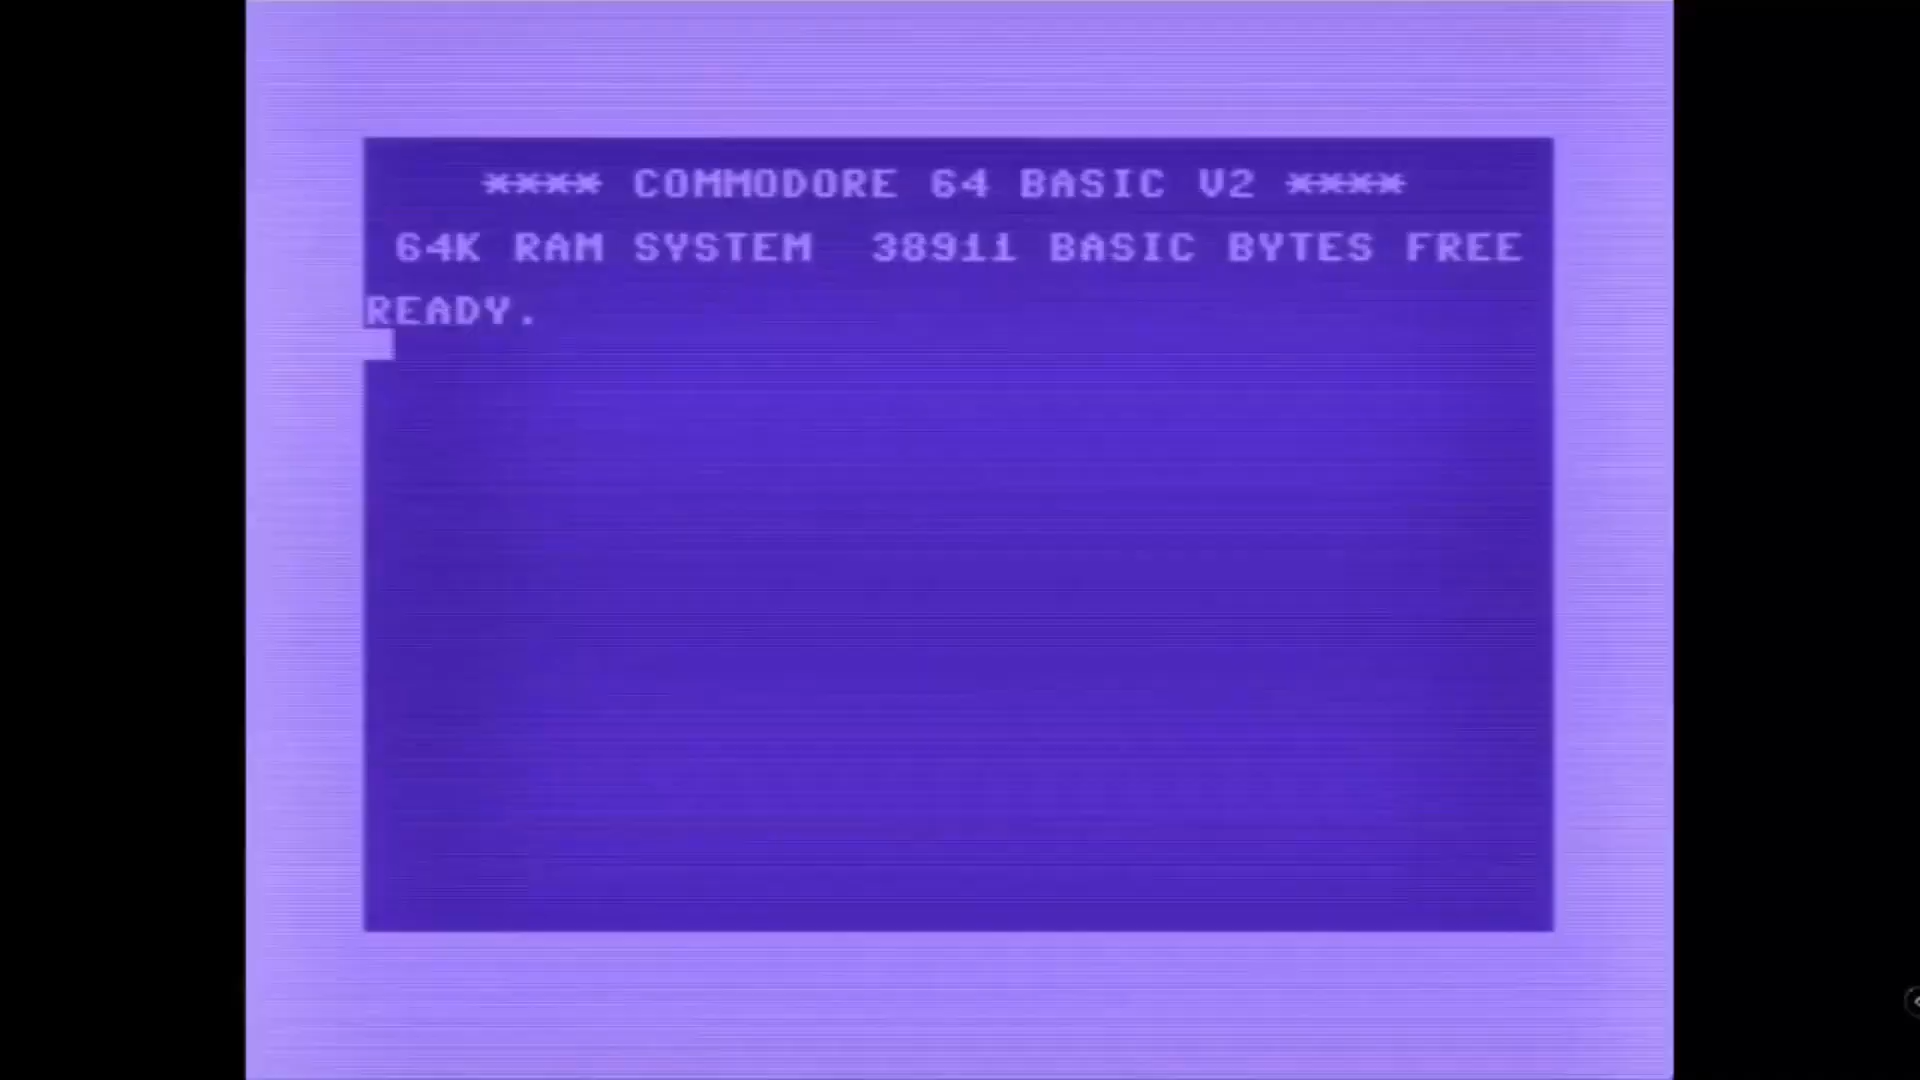 **** COMMODORE 64 BASIC V2 ****
64K RAM SYSTEM  38911 BASIC BYTES FREE
READY.